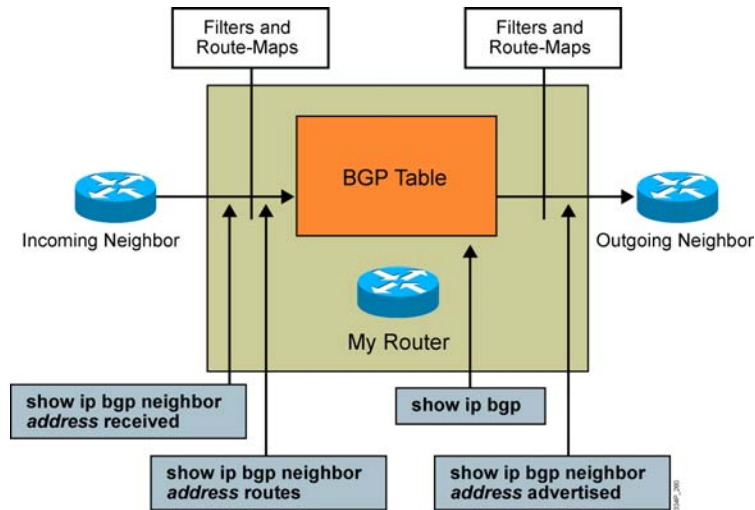 Filters and
Route-Maps
Filters and
Route-Maps
BGP Table
Incoming Neighbor
Outgoing Neighbor
My Router
show ip bgp neighbor
address received
show ip bgp
show ip bgp neighbor
address routes
show ip bgp neighbor
address advertised